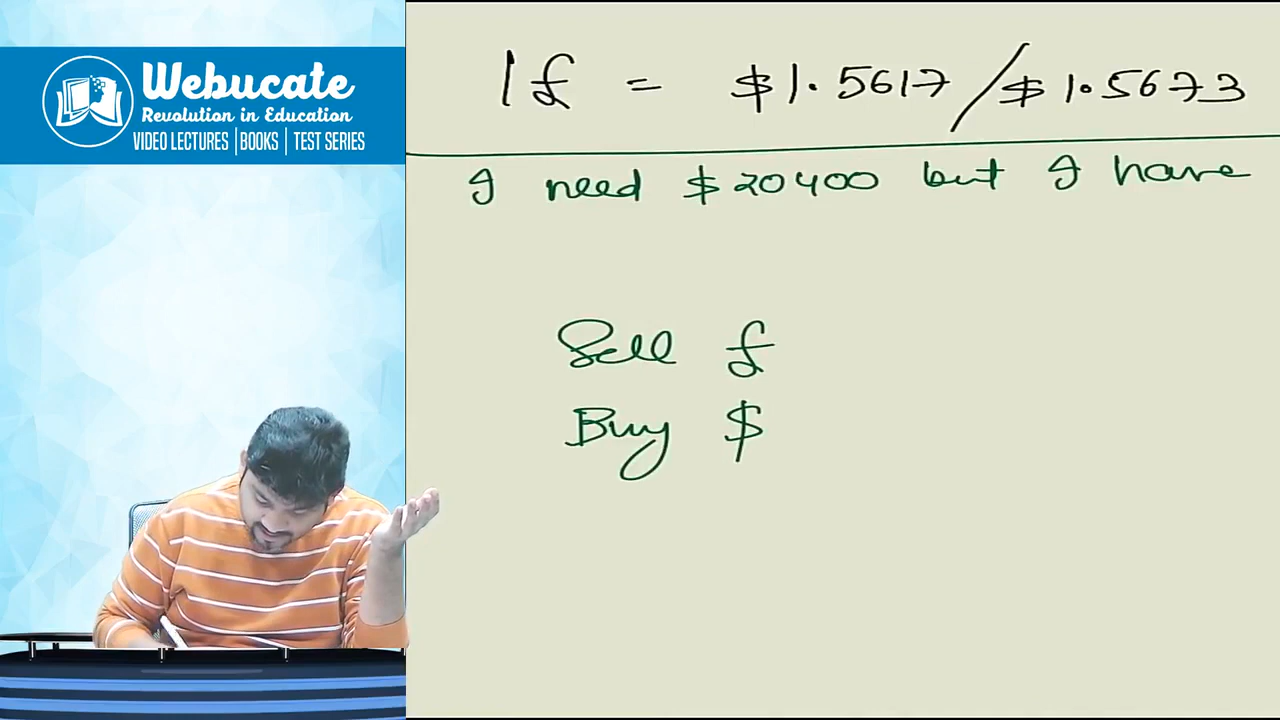 Webucate
Revolution in Education
VIDEO LECTURES | BOOKS | TEST SERIES
1£ = $1.5617 / $1.5673
I need $20400 but I have
Sell £
Buy $